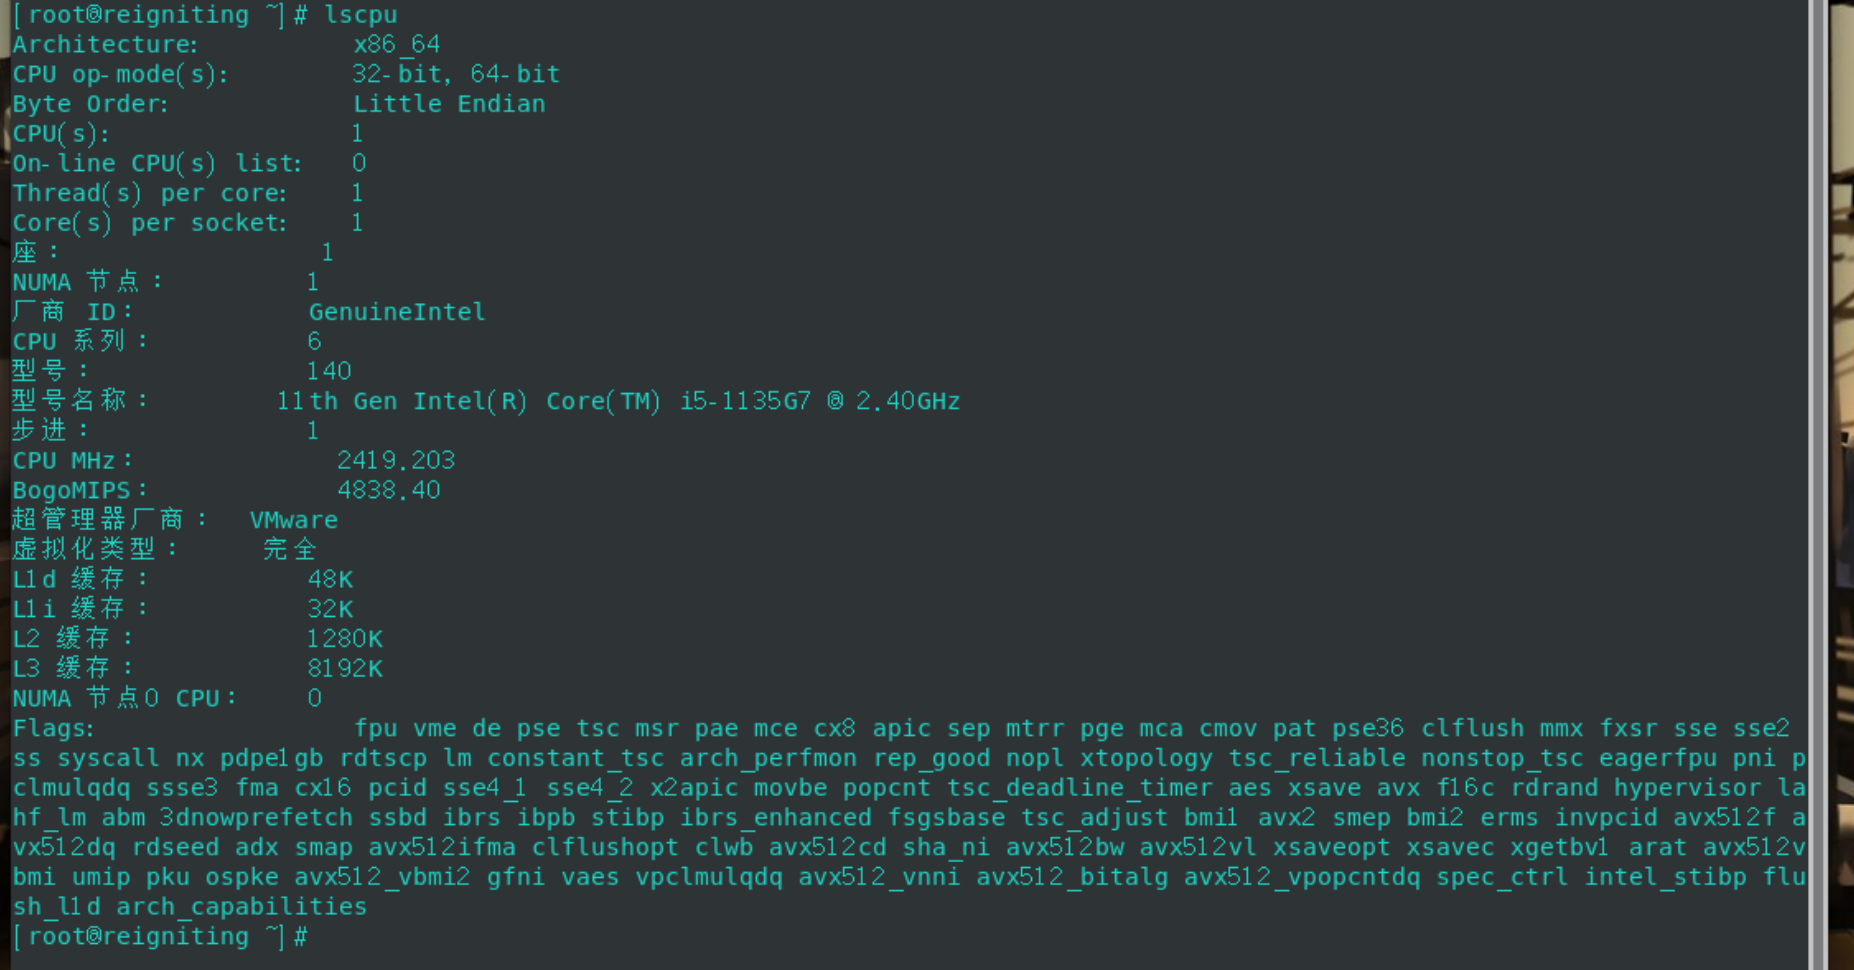 [root@reigniting ~]# lscpu
Architecture:          x86_64
CPU op-mode(s):        32-bit, 64-bit
Byte Order:            Little Endian
CPU(s):                1
On-line CPU(s) list:   0
Thread(s) per core:    1
Core(s) per socket:    1
座：                 1
NUMA 节点：         1
厂商 ID：           GenuineIntel
CPU 系列：          6
型号：              140
型号名称：        11th Gen Intel(R) Core(TM) i5-1135G7 @ 2.40GHz
步进：              1
CPU MHz：             2419.203
BogoMIPS：            4838.40
超管理器厂商：  VMware
虚拟化类型：     完全
L1d 缓存：          48K
L1i 缓存：          32K
L2 缓存：           1280K
L3 缓存：           8192K
NUMA 节点0 CPU：    0
Flags:                 fpu vme de pse tsc msr pae mce cx8 apic sep mtrr pge mca cmov pat pse36 clflush mmx fxsr sse sse2
ss syscall nx pdpe1gb rdtscp lm constant_tsc arch_perfmon rep_good nopl xtopology tsc_reliable nonstop_tsc eagerfpu pni p
clmulqdq ssse3 fma cx16 pcid sse4_1 sse4_2 x2apic movbe popcnt tsc_deadline_timer aes xsave avx f16c rdrand hypervisor la
hf_lm abm 3dnowprefetch ssbd ibrs ibpb stibp ibrs_enhanced fsgsbase tsc_adjust bmi1 avx2 smep bmi2 erms invpcid avx512f a
vx512dq rdseed adx smap avx512ifma clflushopt clwb avx512cd sha_ni avx512bw avx512vl xsaveopt xsavec xgetbv1 arat avx512v
bmi umip pku ospke avx512_vbmi2 gfni vaes vpclmulqdq avx512_vnni avx512_bitalg avx512_vpopcntdq spec_ctrl intel_stibp flu
sh_l1d arch_capabilities
[root@reigniting ~]#